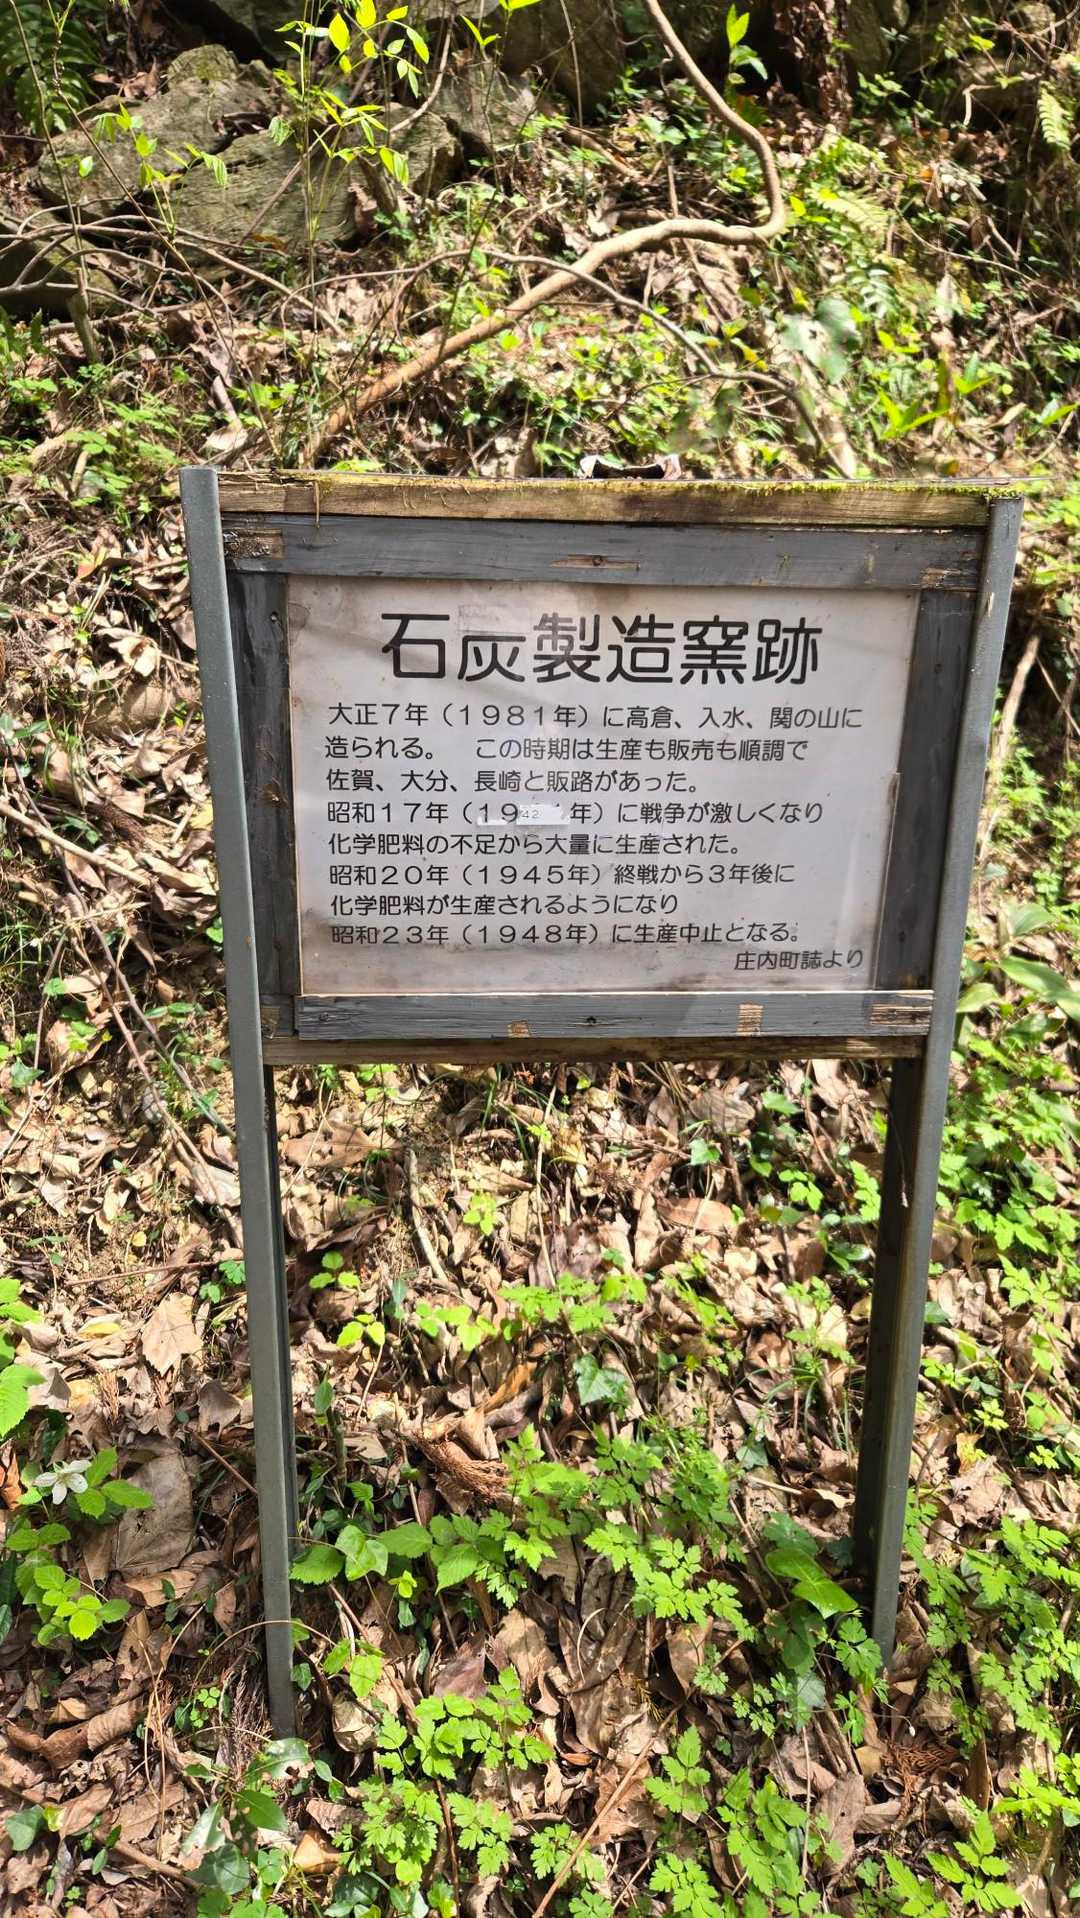 石灰製造窯跡
大正７年（１９８１年）に高倉、入水、関の山に
造られる。　この時期は生産も販売も順調で
佐賀、大分、長崎と販路があった。
昭和１７年（１９42年）に戦争が激しくなり
化学肥料の不足から大量に生産された。
昭和２０年（１９４５年）終戦から３年後に
化学肥料が生産されるようになり
昭和２３年（１９４８年）に生産中止となる。
庄内町誌より